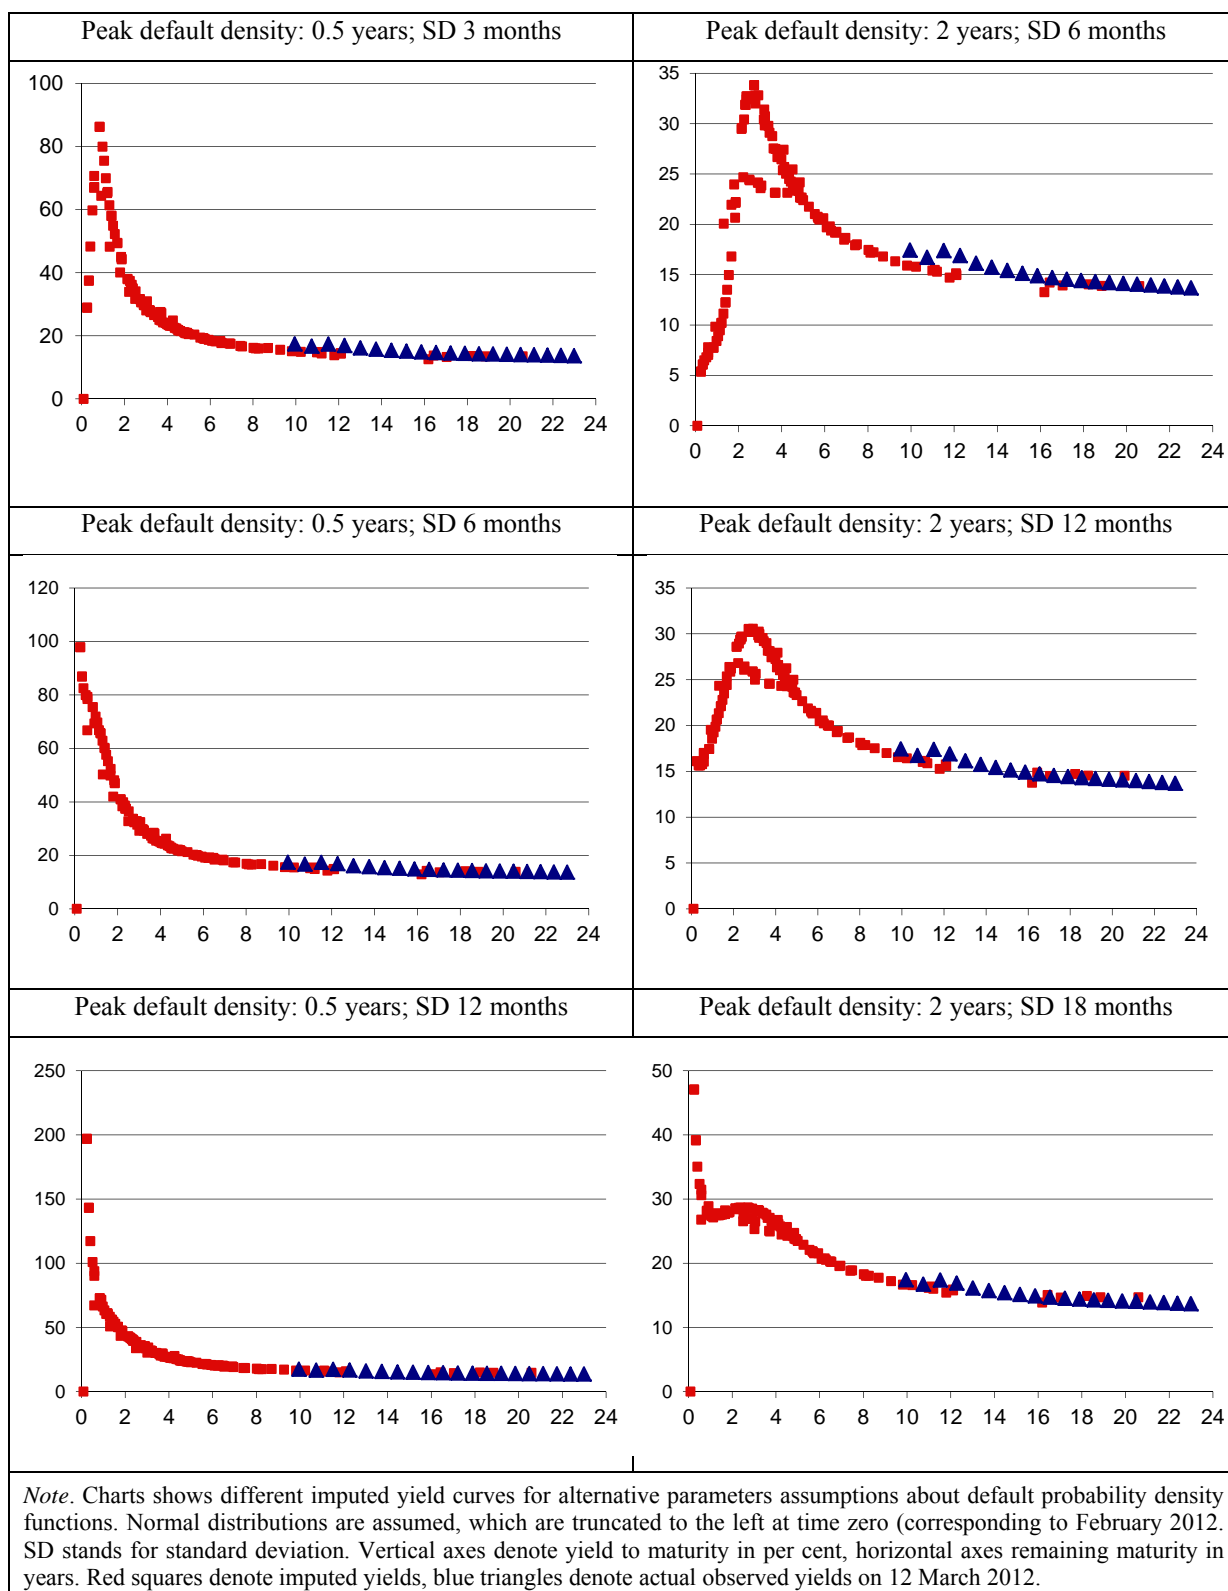 Peak default density: 0.5 years; SD 3 months
Peak default density: 2 years; SD 6 months
100
80
60
40
20
0
0 2 4 6 8 10 12 14 16 18 20 22 24
35
30
25
20
15
10
5
0
0 2 4 6 8 10 12 14 16 18 20 22 24
Peak default density: 0.5 years; SD 6 months
Peak default density: 2 years; SD 12 months
120
100
80
60
40
20
0
0 2 4 6 8 10 12 14 16 18 20 22 24
35
30
25
20
15
10
5
0
0 2 4 6 8 10 12 14 16 18 20 22 24
Peak default density: 0.5 years; SD 12 months
Peak default density: 2 years; SD 18 months
250
200
150
100
50
0
0 2 4 6 8 10 12 14 16 18 20 22 24
50
40
30
20
10
0
0 2 4 6 8 10 12 14 16 18 20 22 24
Note. Charts shows different imputed yield curves for alternative parameters assumptions about default probability density
functions. Normal distributions are assumed, which are truncated to the left at time zero (corresponding to February 2012.
SD stands for standard deviation. Vertical axes denote yield to maturity in per cent, horizontal axes remaining maturity in
years. Red squares denote imputed yields, blue triangles denote actual observed yields on 12 March 2012.